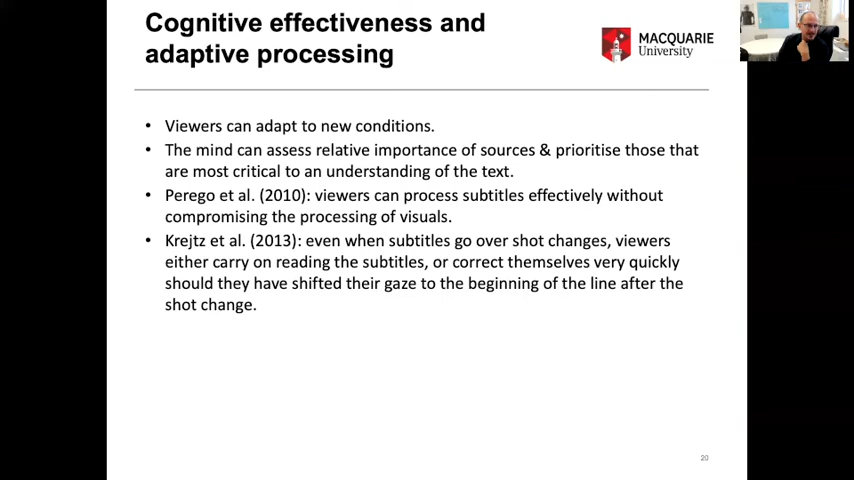 Cognitive effectiveness and
adaptive processing
MACQUARIE
University
• Viewers can adapt to new conditions.
• The mind can assess relative importance of sources & prioritise those that
are most critical to an understanding of the text.
• Perego et al. (2010): viewers can process subtitles effectively without
compromising the processing of visuals.
• Krejtz et al. (2013): even when subtitles go over shot changes, viewers
either carry on reading the subtitles, or correct themselves very quickly
should they have shifted their gaze to the beginning of the line after the
shot change.
20